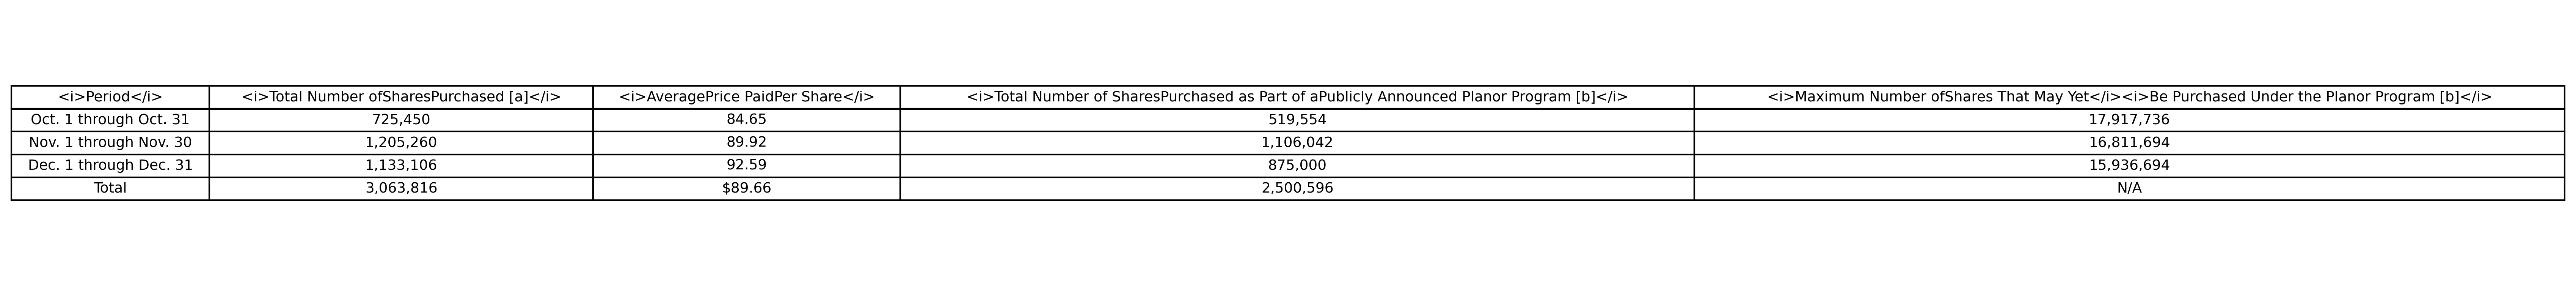 <i>Period</i> <i>Total Number ofSharesPurchased [a]</i> <i>AveragePrice PaidPer Share</i> <i>Total Number of SharesPurchased as Part of aPublicly Announced Planor Program [b]</i> <i>Maximum Number ofShares That May Yet</i><i>Be Purchased Under the Planor Program [b]</i>
Oct. 1 through Oct. 31 725,450 84.65 519,554 17,917,736
Nov. 1 through Nov. 30 1,205,260 89.92 1,106,042 16,811,694
Dec. 1 through Dec. 31 1,133,106 92.59 875,000 15,936,694
Total 3,063,816 $89.66 2,500,596 N/A